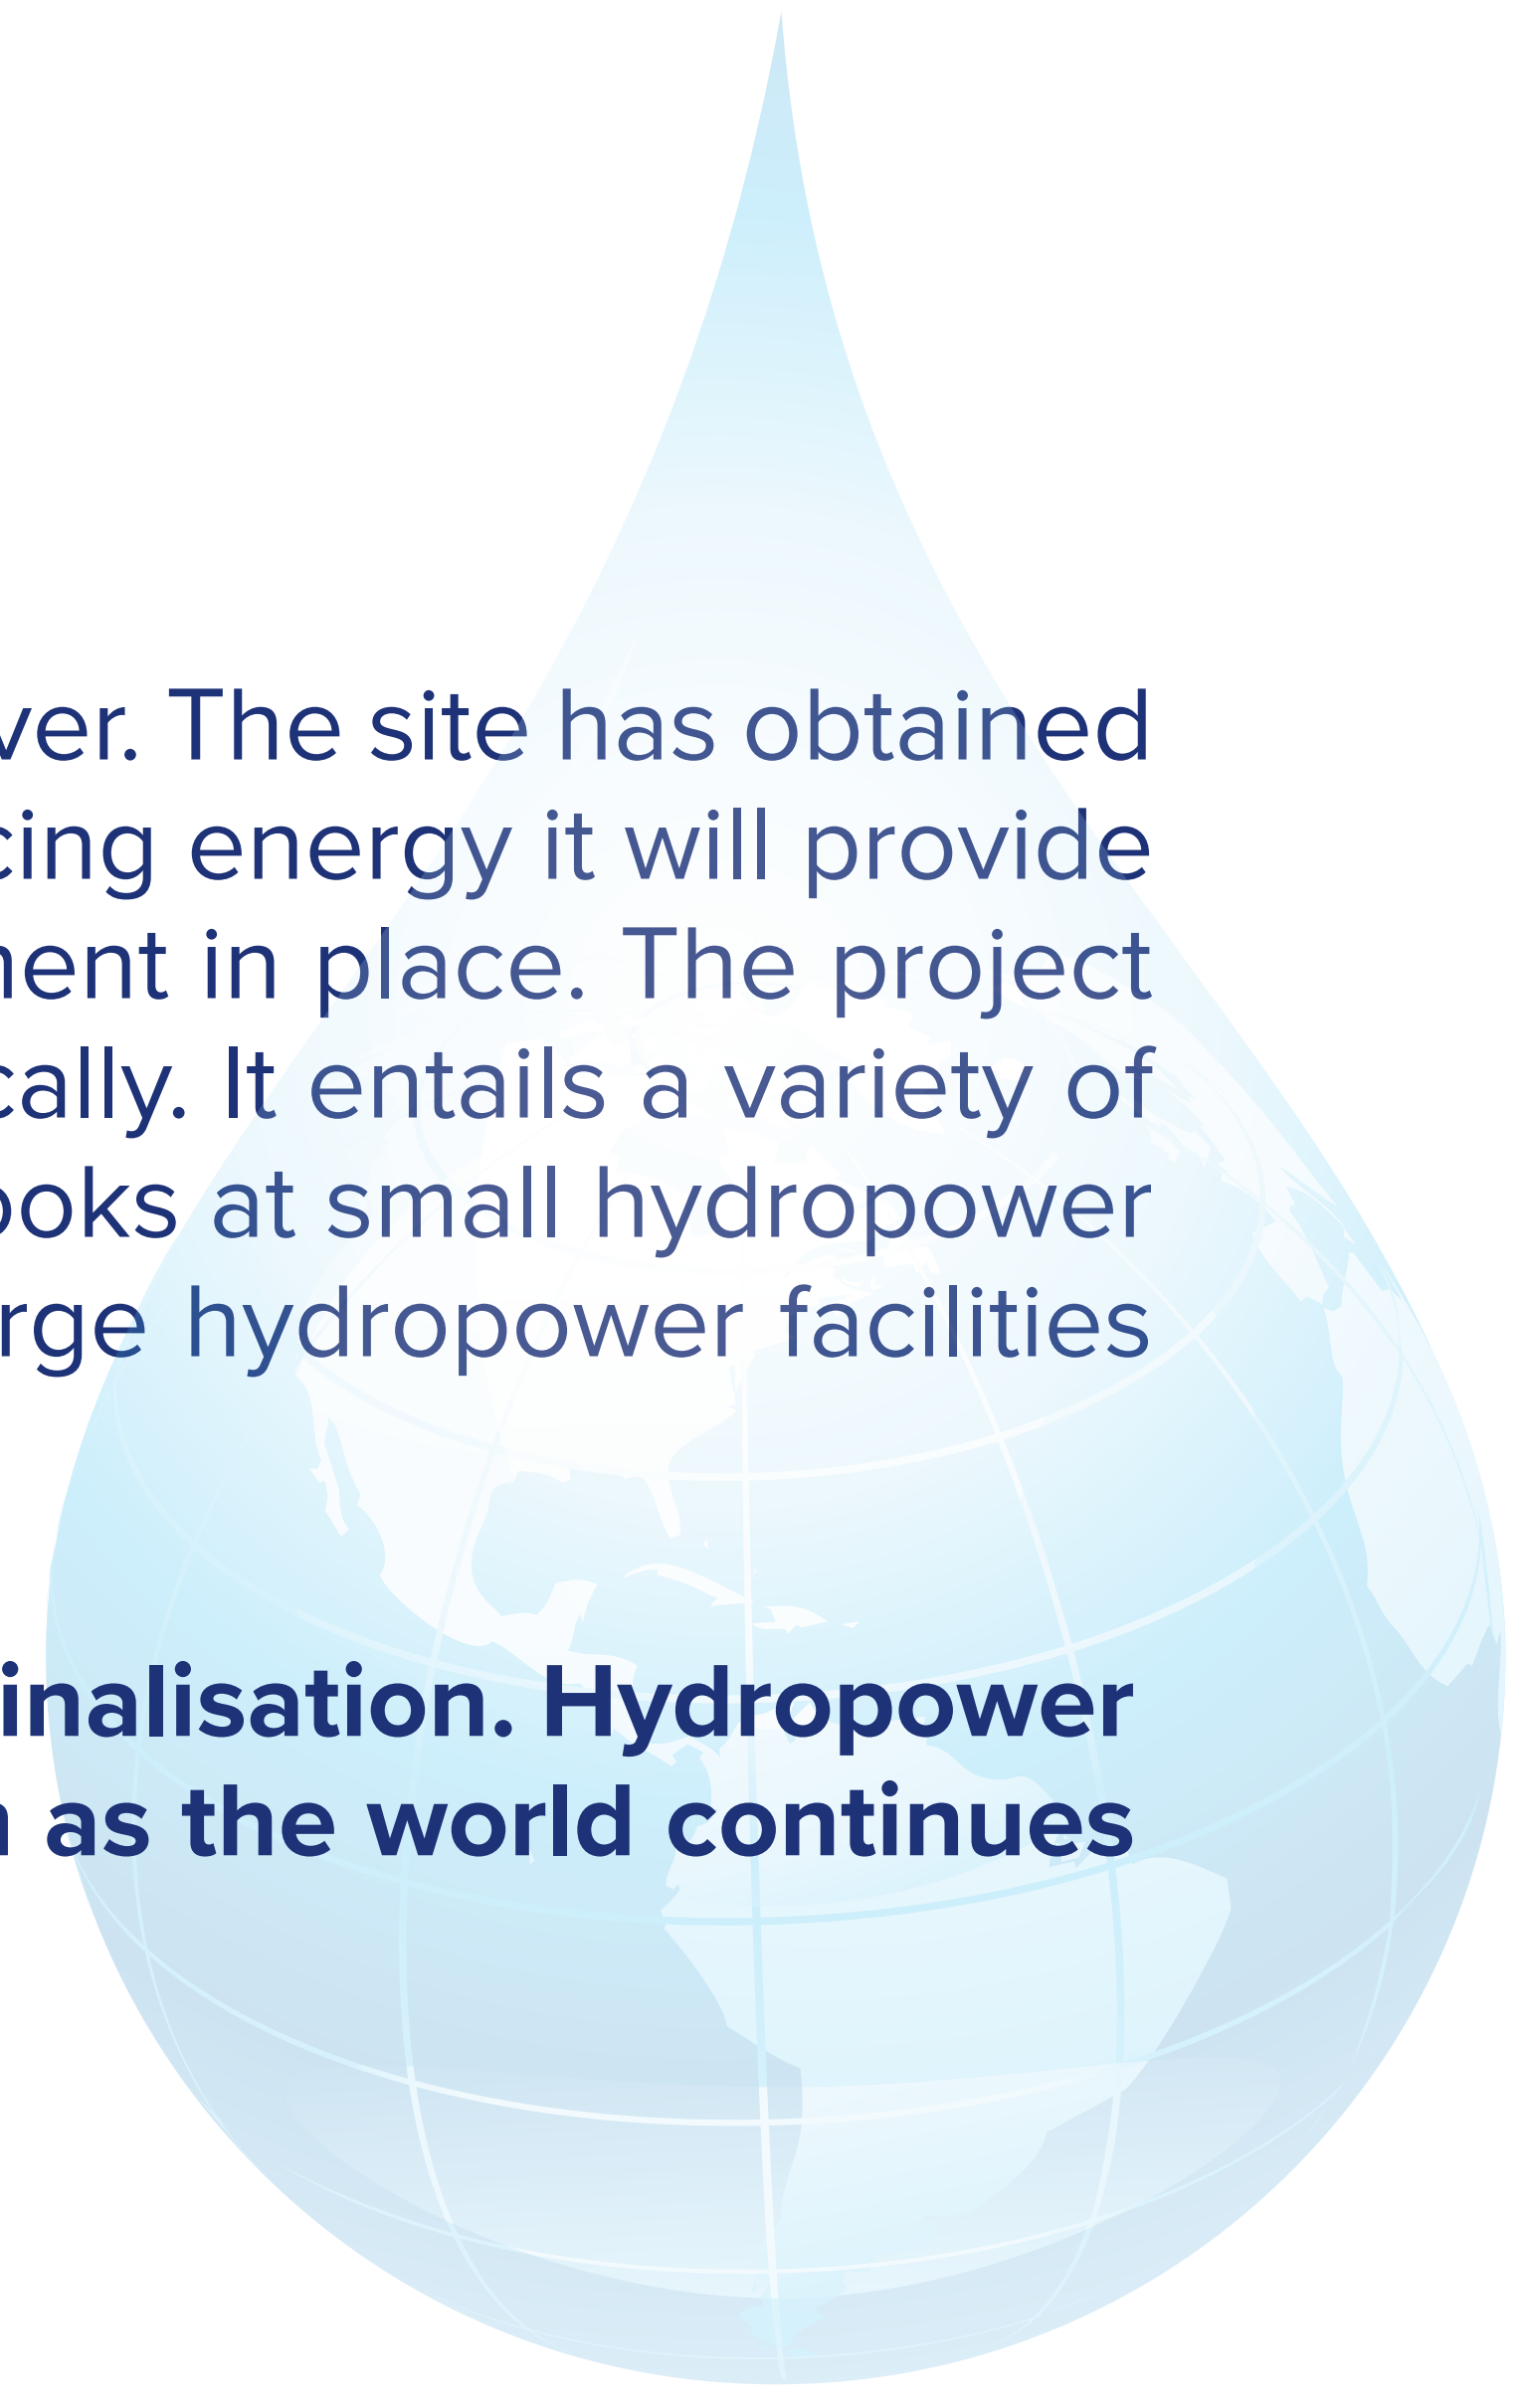 ver. The site has obtained
cing energy it will provide
ent in place. The project
cally. It entails a variety of
ooks at small hydropower
rge hydropower facilities
inalisation. Hydropower
as the world continues